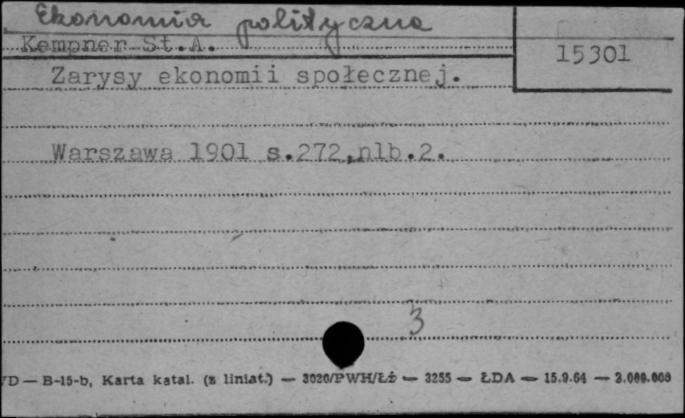 Ekonomia polityczna
Kempner St.A.
15301
Zarysy ekonomii społecznej.
Warszawa 1901 s.272,nlb.2.
3
D — B-15-b, Karta katal. (z liniat.) — 3020/PWH/Łż — 3255 — ŁDA — 15.9.64 — 3.000.000